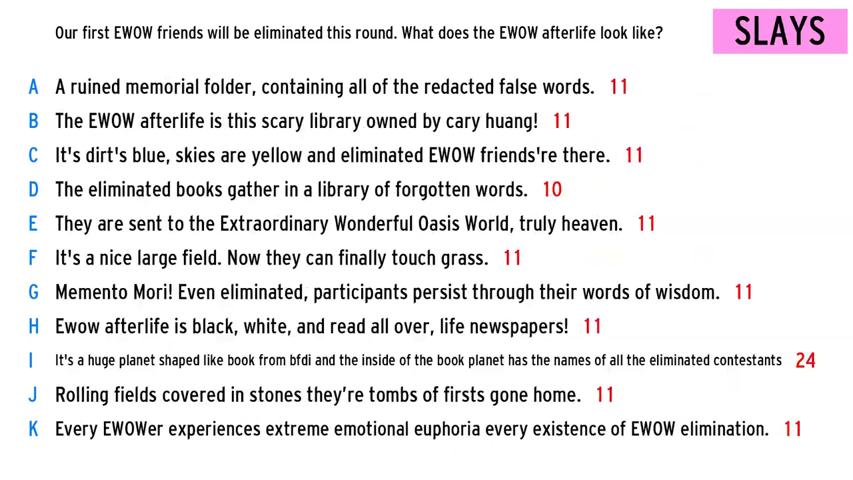 Our first EWOW friends will be eliminated this round. What does the EWOW afterlife look like?
SLAYS
A A ruined memorial folder, containing all of the redacted false words. 11
B The EWOW afterlife is this scary library owned by cary huang! 11
C It's dirt's blue, skies are yellow and eliminated EWOW friends're there. 11
D The eliminated books gather in a library of forgotten words. 10
E They are sent to the Extraordinary Wonderful Oasis World, truly heaven. 11
F It's a nice large field. Now they can finally touch grass. 11
G Memento Mori! Even eliminated, participants persist through their words of wisdom. 11
H Ewow afterlife is black, white, and read all over, life newspapers! 11
I It's a huge planet shaped like book from bfdi and the inside of the book planet has the names of all the eliminated contestants 24
J Rolling fields covered in stones they're tombs of firsts gone home. 11
K Every EWOWer experiences extreme emotional euphoria every existence of EWOW elimination. 11